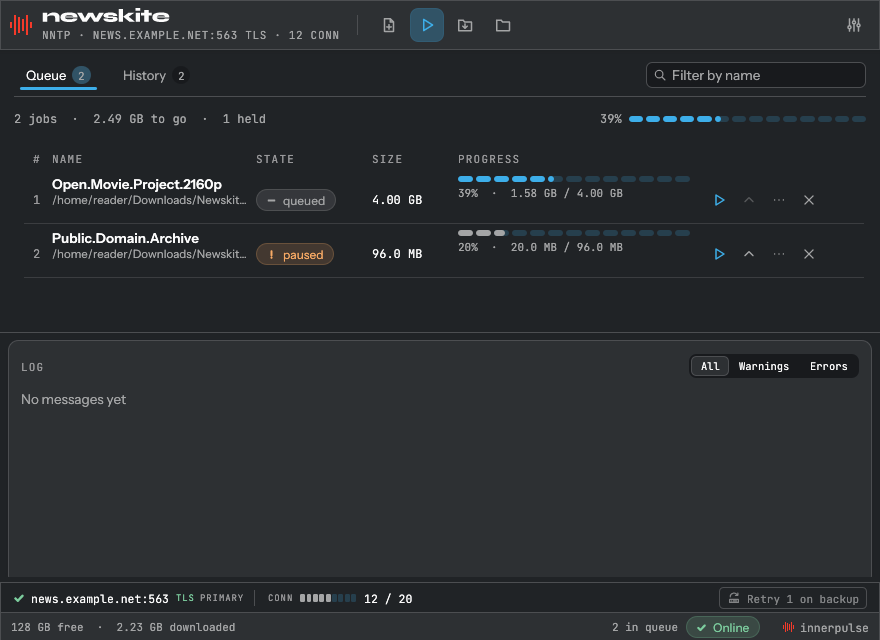 newskite
NNTP · NEWS.EXAMPLE.NET:563 TLS · 12 CONN
Queue 2 History 2
Filter by name
2 jobs · 2.49 GB to go · 1 held
39%
# NAME STATE SIZE PROGRESS
Open.Movie.Project.2160p
1 /home/reader/Downloads/Newskit… queued 4.00 GB 39% · 1.58 GB / 4.00 GB
Public.Domain.Archive
2 /home/reader/Downloads/Newskit… paused 96.0 MB 20% · 20.0 MB / 96.0 MB
LOG
All Warnings Errors
No messages yet
news.example.net:563 TLS PRIMARY CONN 12 / 20
Retry 1 on backup
128 GB free · 2.23 GB downloaded
2 in queue Online innerpulse